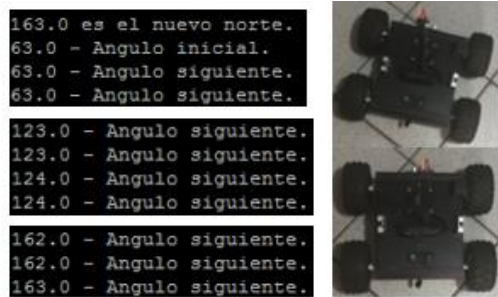 163.0 es el nuevo norte.
63.0 - Angulo inicial.
63.0 - Angulo siguiente.
63.0 - Angulo siguiente.
123.0 - Angulo siguiente.
123.0 - Angulo siguiente.
124.0 - Angulo siguiente.
124.0 - Angulo siguiente.
162.0 - Angulo siguiente.
162.0 - Angulo siguiente.
163.0 - Angulo siguiente.